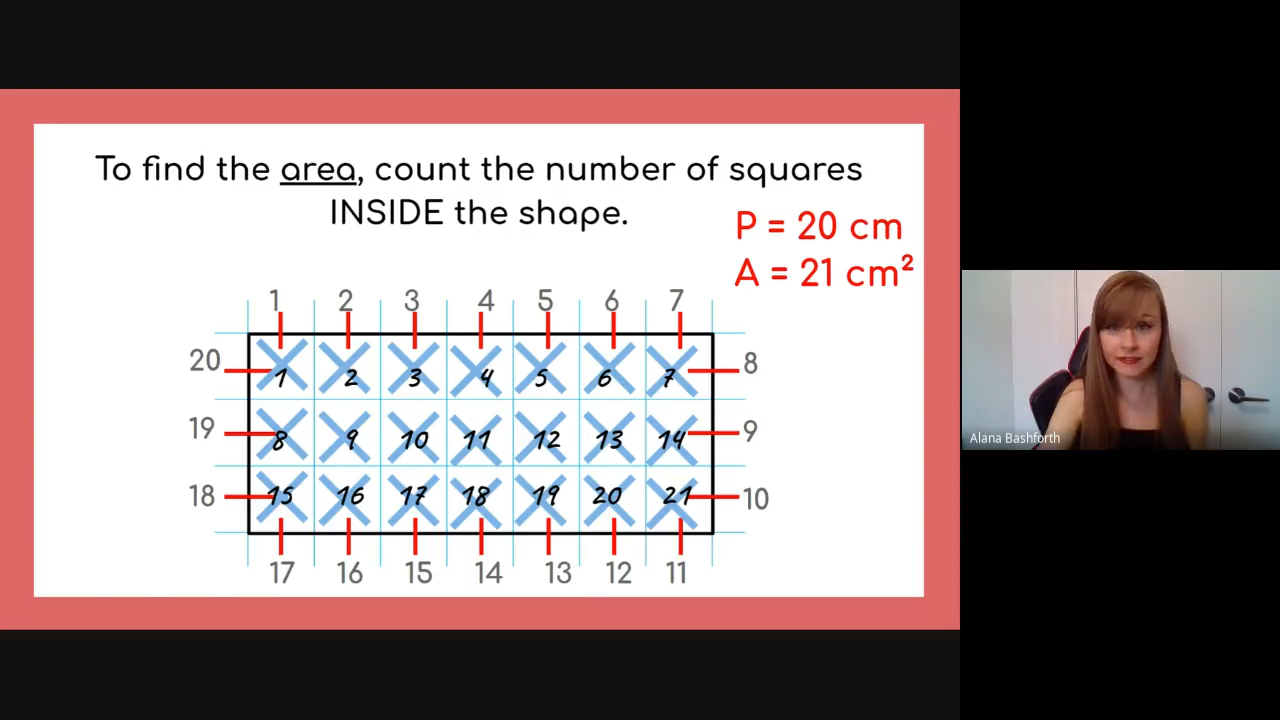 To find the area, count the number of squares
INSIDE the shape.
P = 20 cm
A = 21 cm²
1 2 3 4 5 6 7
20 1 2 3 4 5 6 7 8
19 8 9 10 11 12 13 14 9
18 15 16 17 18 19 20 21 10
17 16 15 14 13 12 11
Alana Bashforth